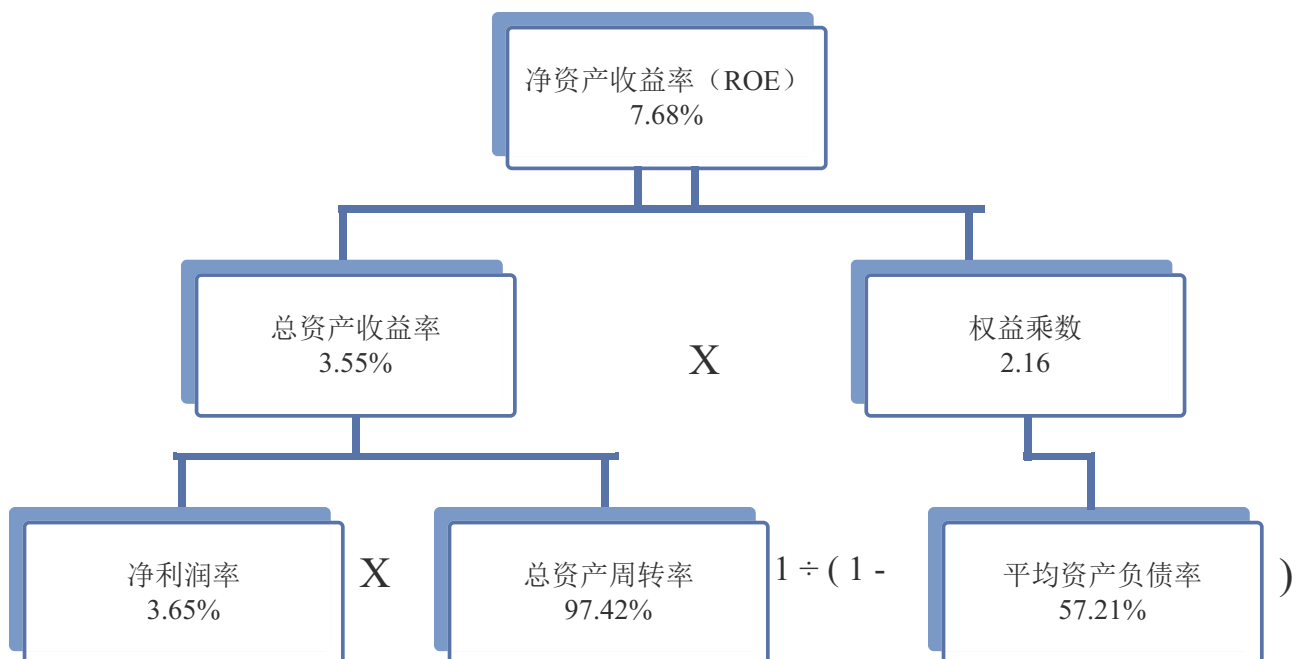 净资产收益率（ROE）
7.68%
总资产收益率
3.55%
X
权益乘数
2.16
净利润率
3.65%
X
总资产周转率
97.42%
1 ÷ ( 1 -
平均资产负债率
57.21%
)